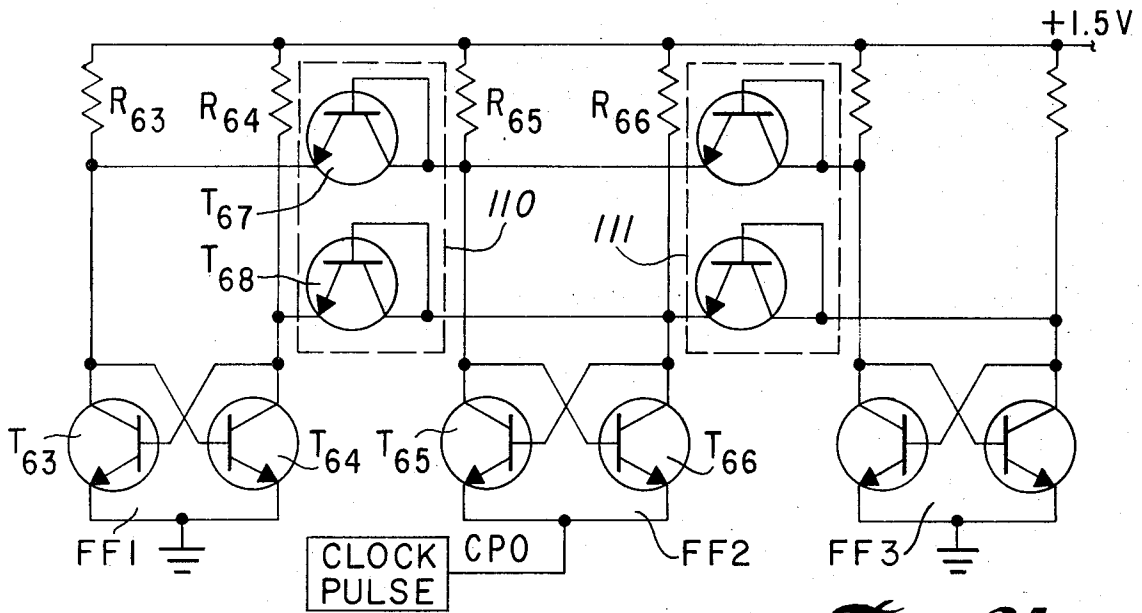 +1.5V
R63
R64
R65
R66
T67
110
111
T68
T63
T64
T65
T66
FF1
CLOCK
PULSE
CPO
FF2
FF3